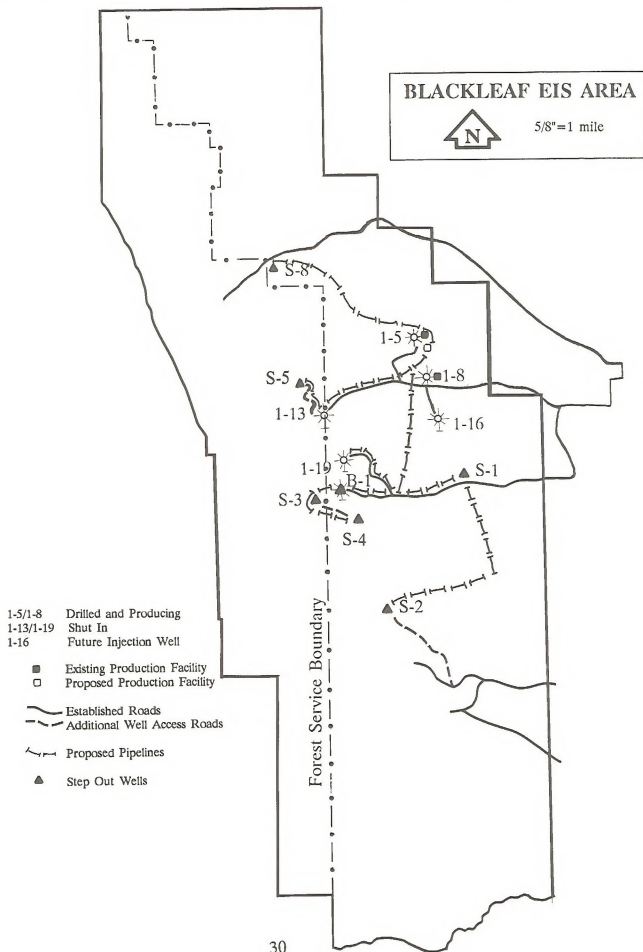 BLACKLEAF EIS AREA
N
5/8"=1 mile
S-8
1-5
S-5
1-8
1-13
1-16
1-19
B-1
S-1
S-3
S-4
S-2
1-5/1-8 Drilled and Producing
1-13/1-19 Shut In
1-16 Future Injection Well
Existing Production Facility
Proposed Production Facility
Established Roads
Additional Well Access Roads
Proposed Pipelines
Step Out Wells
Forest Service Boundary
30